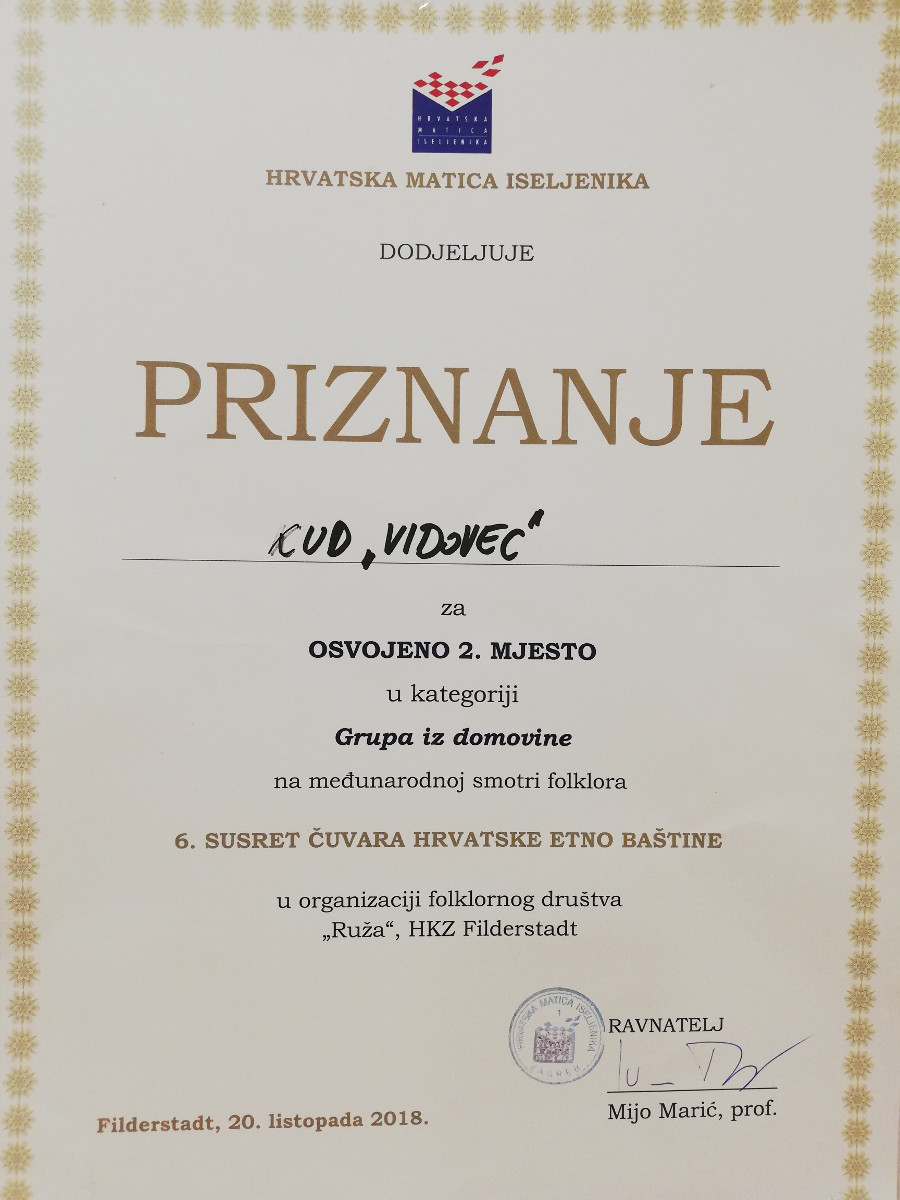 HRVATSKA
MATICA
ISELJENIKA
HRVATSKA MATICA ISELJENIKA
DODJELJUJE
PRIZNANJE
KUD „VIDOVEC“
za
OSVOJENO 2. MJESTO
u kategoriji
Grupa iz domovine
na međunarodnoj smotri folklora
6. SUSRET ČUVARA HRVATSKE ETNO BAŠTINE
u organizaciji folklornog društva
„Ruža“, HKZ Filderstadt
HRVATSKA MATICA ISELJENIKA
1
ZAGREB
RAVNATELJ
Mijo Marić, prof.
Filderstadt, 20. listopada 2018.